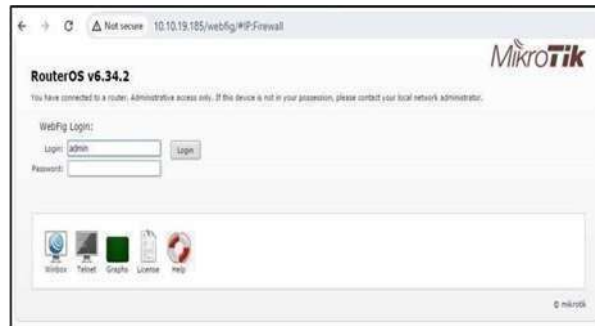 Not secure 10.10.19.185/webfig/#IP:Firewall
MikroTik
RouterOS v6.34.2
You have connected to a router. Administrative access only. If this device is not in your possession, please contact your local network administrator.
WebFig Login:
Login: admin Login
Password:
Winbox Telnet Graphs License Help
© mikrotik